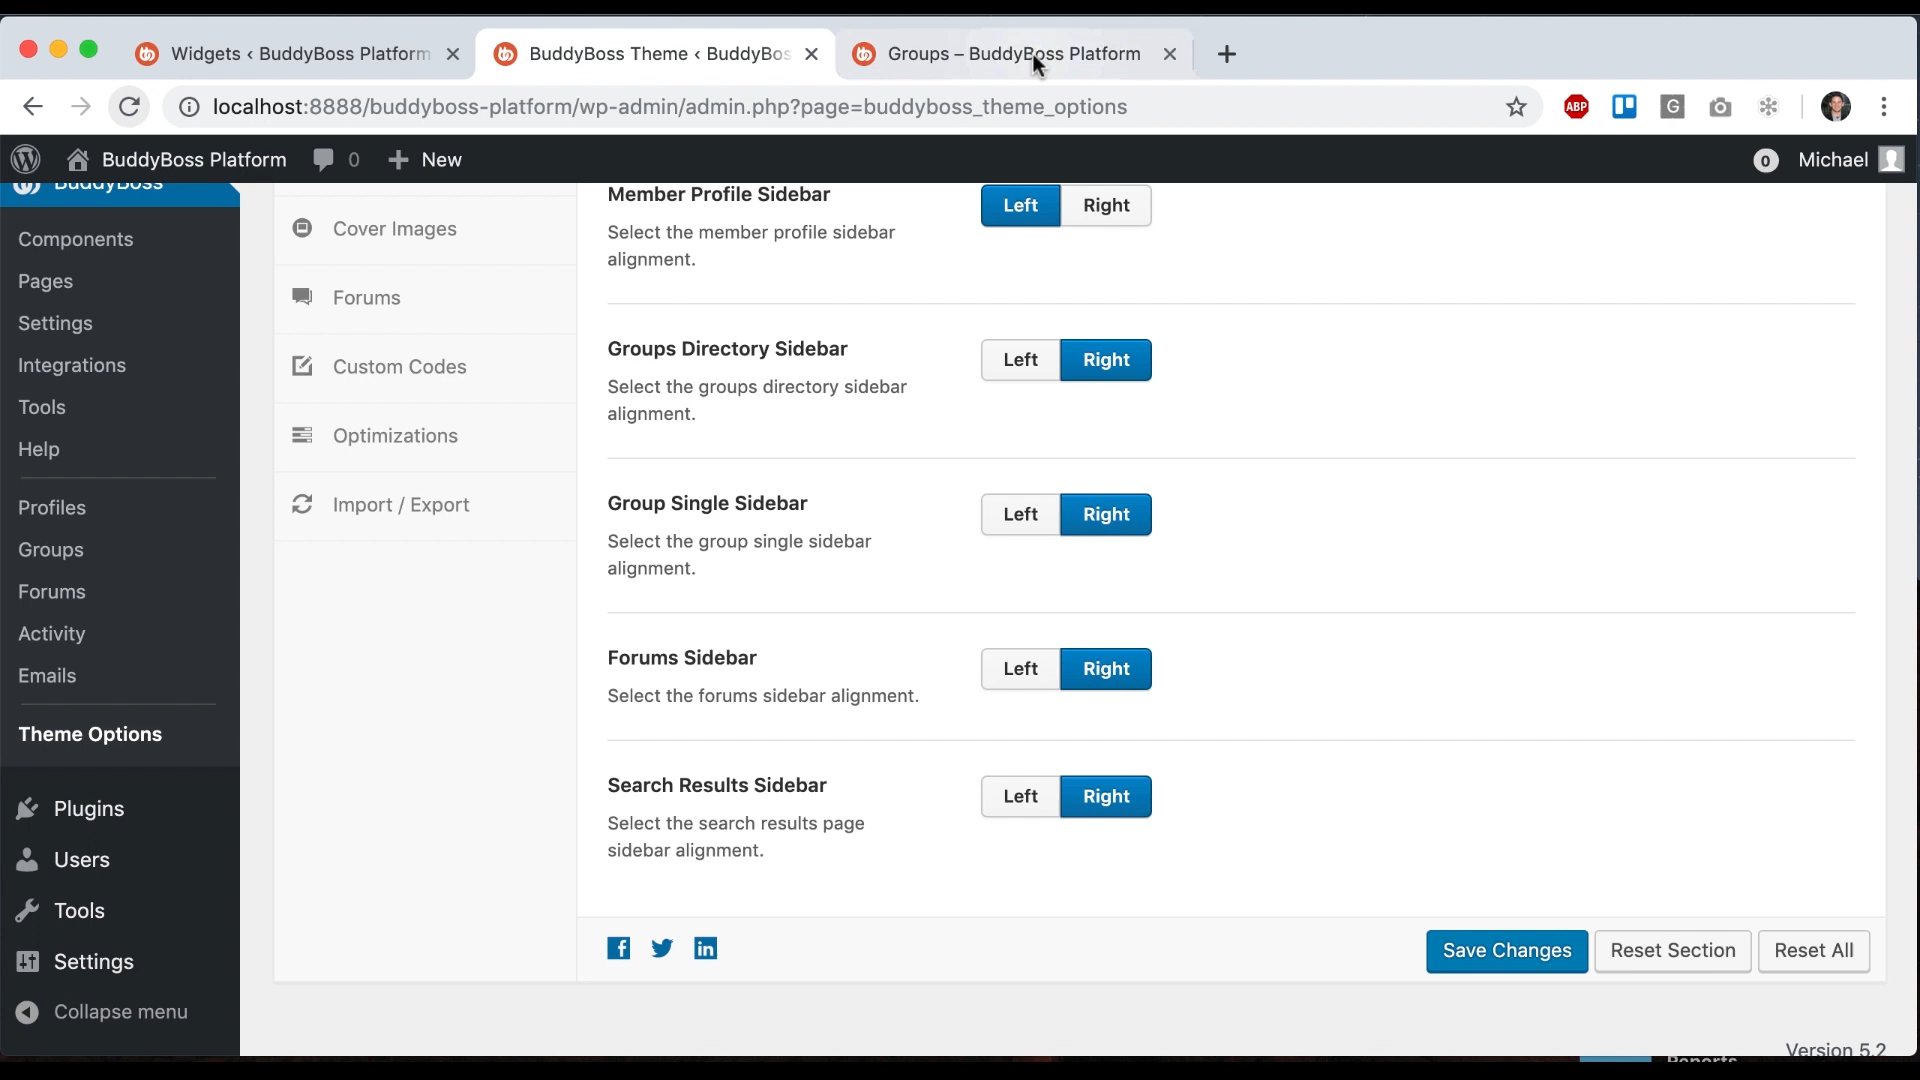 Widgets ‹ BuddyBoss Platform
BuddyBoss Theme ‹ BuddyBos
Groups – BuddyBoss Platform
localhost:8888/buddyboss-platform/wp-admin/admin.php?page=buddyboss_theme_options
ABP
G
BuddyBoss Platform
0
New
0
Michael
BuddyBoss
Components
Pages
Settings
Integrations
Tools
Help
Profiles
Groups
Forums
Activity
Emails
Theme Options
Plugins
Users
Tools
Settings
Collapse menu
Cover Images
Forums
Custom Codes
Optimizations
Import / Export
Member Profile Sidebar
Left Right
Select the member profile sidebar
alignment.
Groups Directory Sidebar
Left Right
Select the groups directory sidebar
alignment.
Group Single Sidebar
Left Right
Select the group single sidebar
alignment.
Forums Sidebar
Left Right
Select the forums sidebar alignment.
Search Results Sidebar
Left Right
Select the search results page
sidebar alignment.
Save Changes
Reset Section
Reset All
Version 5.2
Reports